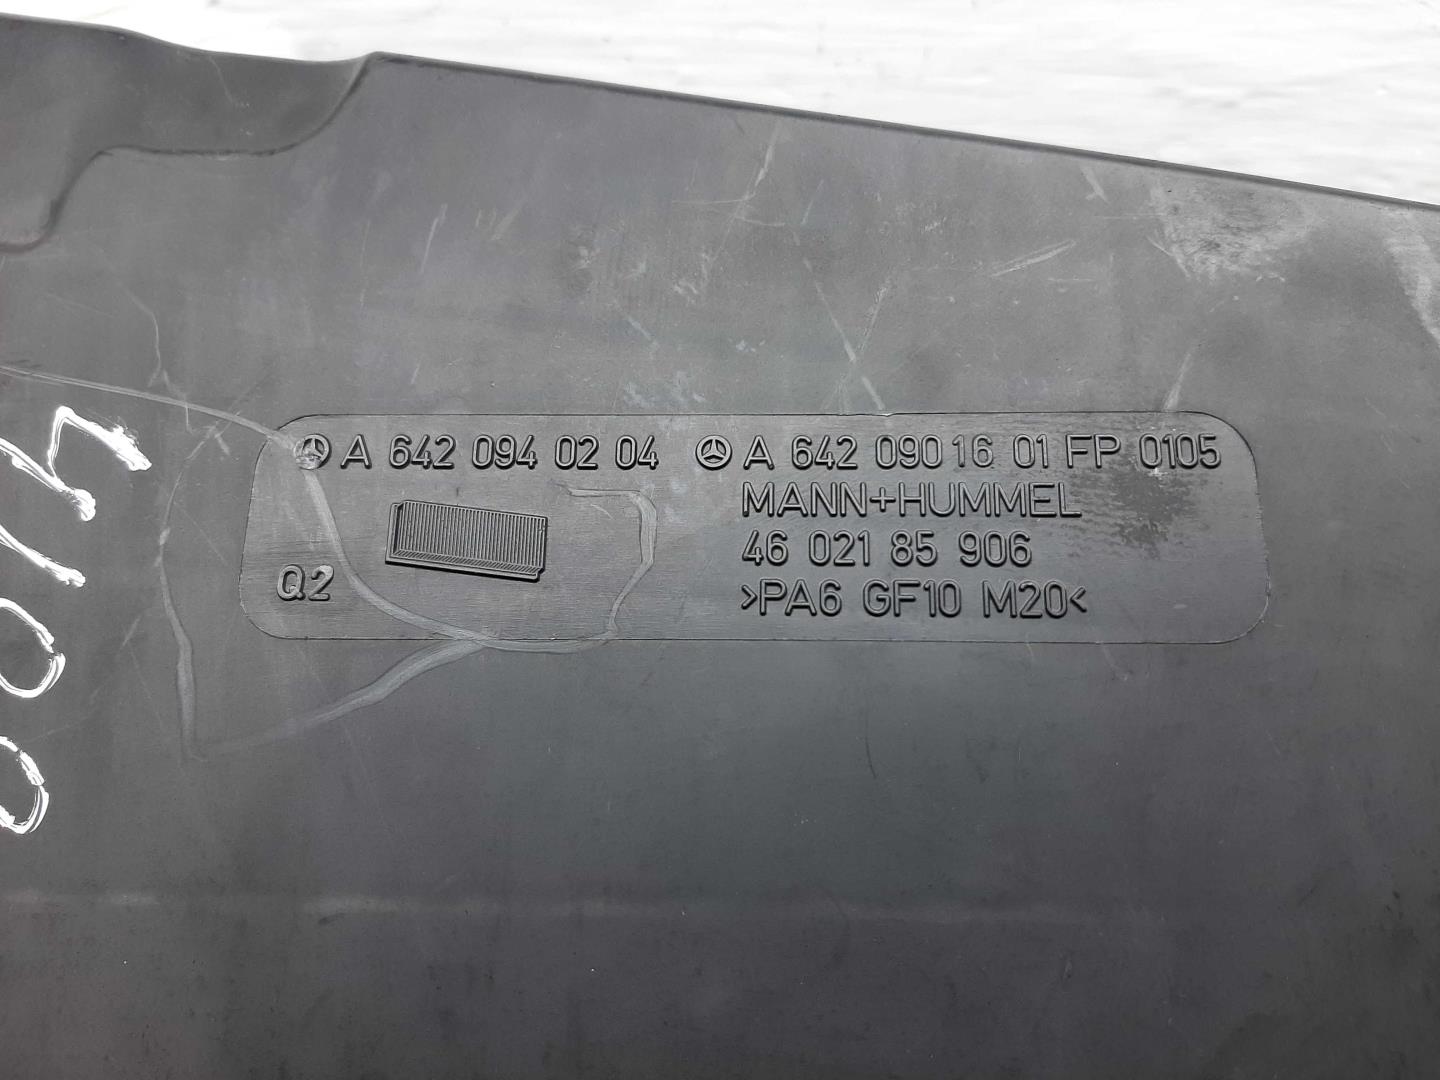 A 642 094 02 04
A 642 090 16 01 FP 0105
MANN+HUMMEL
46 021 85 906
>PA6 GF10 M20<
Q2